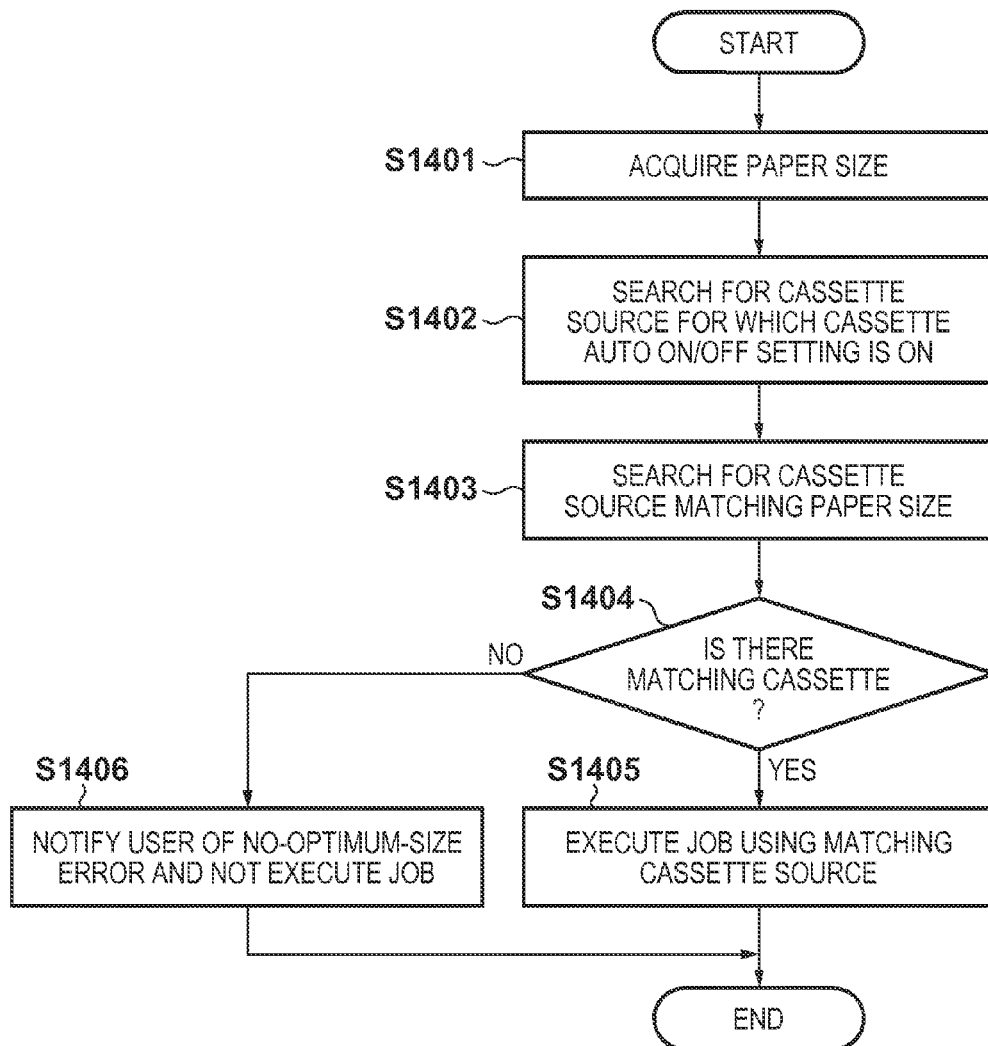 START
S1401
ACQUIRE PAPER SIZE
S1402
SEARCH FOR CASSETTE
SOURCE FOR WHICH CASSETTE
AUTO ON/OFF SETTING IS ON
S1403
SEARCH FOR CASSETTE
SOURCE MATCHING PAPER SIZE
S1404
IS THERE
MATCHING CASSETTE
?
NO
YES
S1406
NOTIFY USER OF NO-OPTIMUM-SIZE
ERROR AND NOT EXECUTE JOB
S1405
EXECUTE JOB USING MATCHING
CASSETTE SOURCE
END